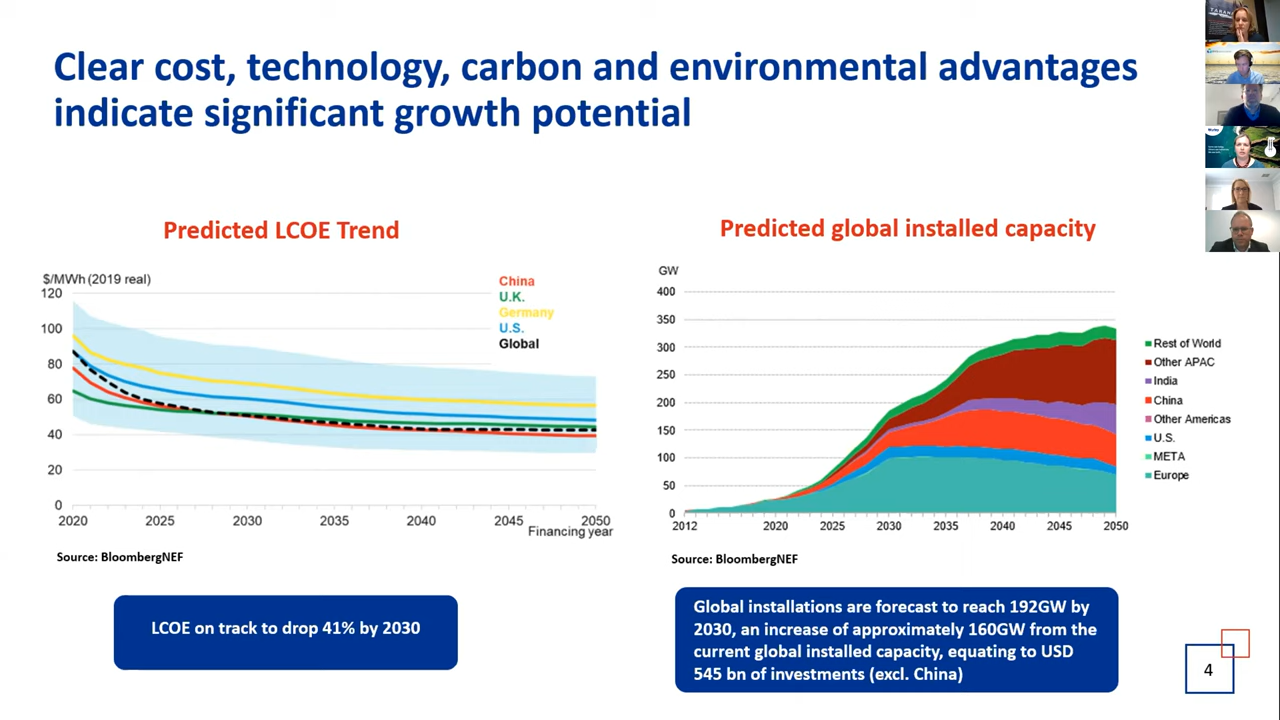 Clear cost, technology, carbon and environmental advantages
indicate significant growth potential
Predicted LCOE Trend
$/MWh (2019 real)
120
100
80
60
40
20
0
2020
2025
2030
2035
2040
2045
2050
Financing year
China
U.K.
Germany
U.S.
Global
Source: BloombergNEF
LCOE on track to drop 41% by 2030
Predicted global installed capacity
GW
400
350
300
250
200
150
100
50
0
2012
2020
2025
2030
2035
2040
2045
2050
Rest of World
Other APAC
India
China
Other Americas
U.S.
META
Europe
Source: BloombergNEF
Global installations are forecast to reach 192GW by
2030, an increase of approximately 160GW from the
current global installed capacity, equating to USD
545 bn of investments (excl. China)
4